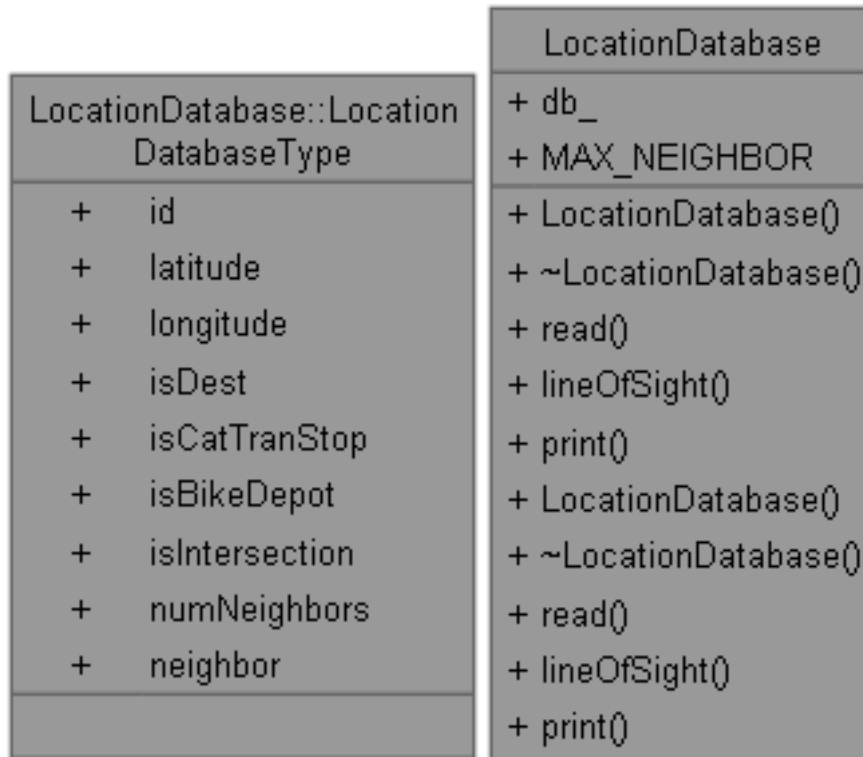 LocationDatabase::Location
DatabaseType
+ id
+ latitude
+ longitude
+ isDest
+ isCatTranStop
+ isBikeDepot
+ isIntersection
+ numNeighbors
+ neighbor
LocationDatabase
+ db_
+ MAX_NEIGHBOR
+ LocationDatabase()
+ ~LocationDatabase()
+ read()
+ lineOfSight()
+ print()
+ LocationDatabase()
+ ~LocationDatabase()
+ read()
+ lineOfSight()
+ print()